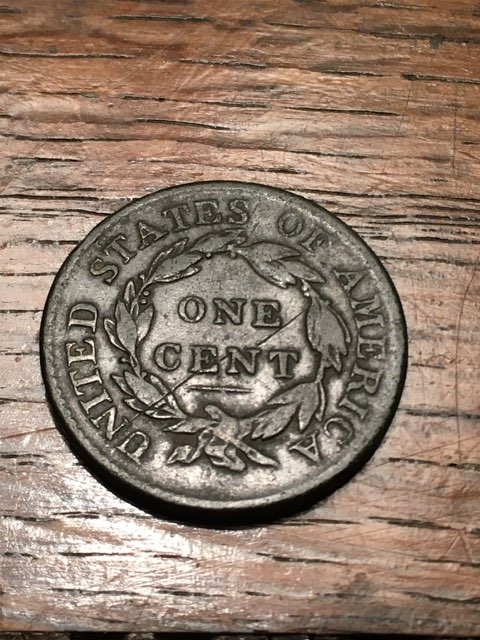 UNITED STATES OF AMERICA
ONE
CENT